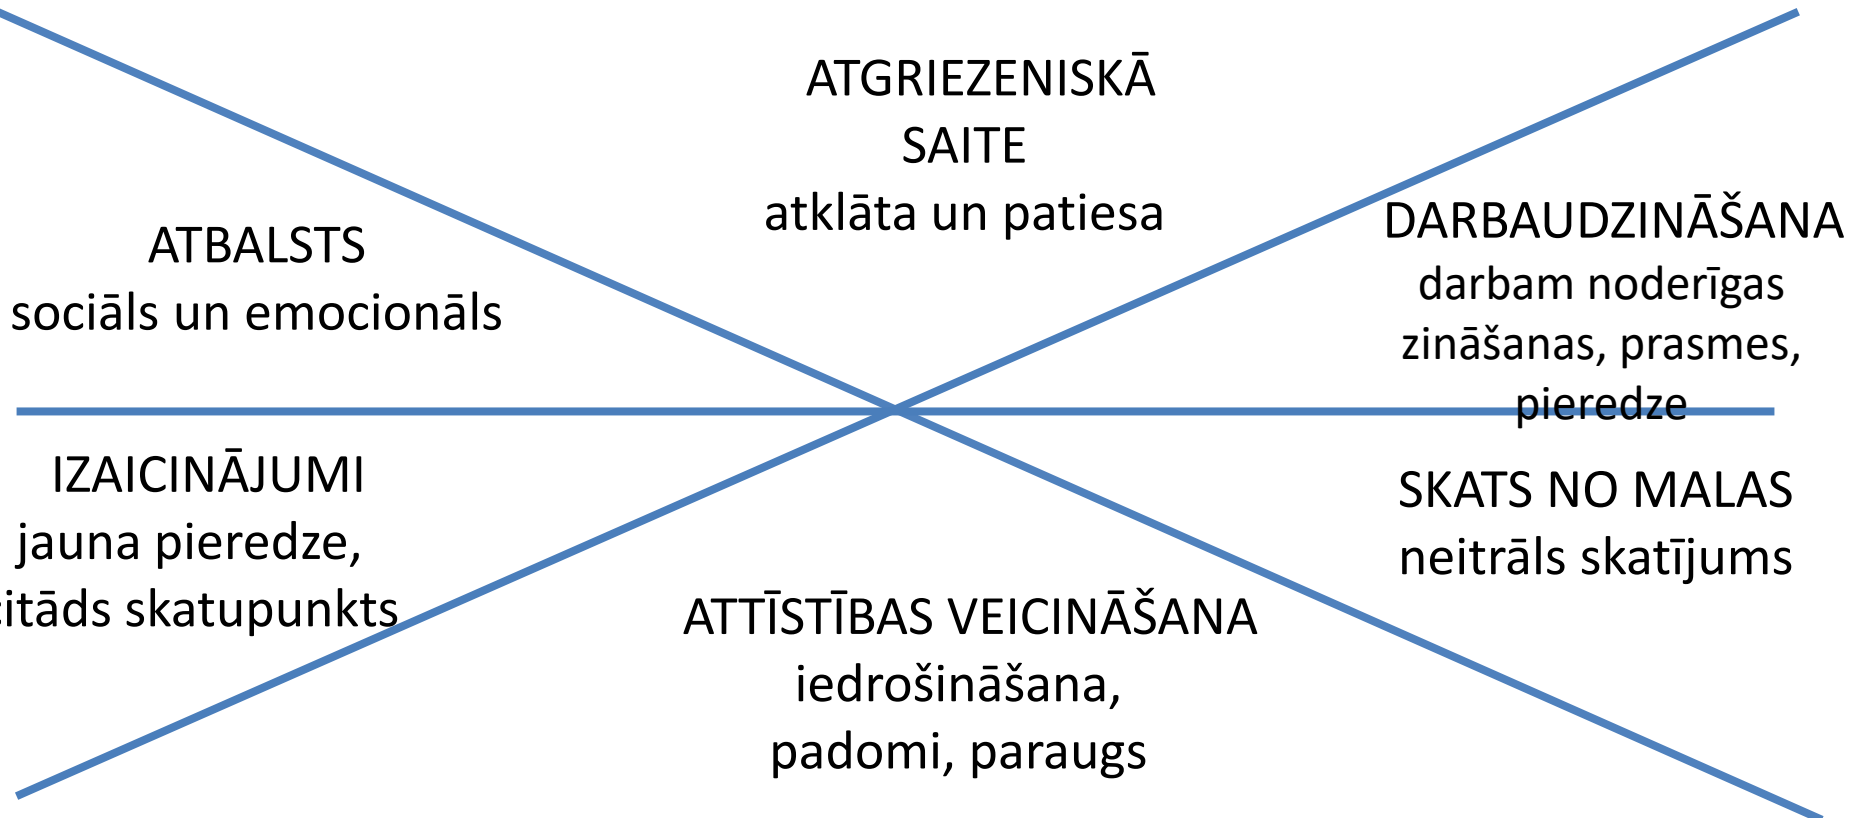 ATGRIEZENISKĀ
SAITE
atklāta un patiesa
ATBALSTS
sociāls un emocionāls
DARBAUDZINĀŠANA
darbam noderīgas
zināšanas, prasmes,
pieredze
IZAICINĀJUMI
jauna pieredze,
citāds skatupunkts
SKATS NO MALAS
neitrāls skatījums
ATTĪSTĪBAS VEICINĀŠANA
iedrošināšana,
padomi, paraugs